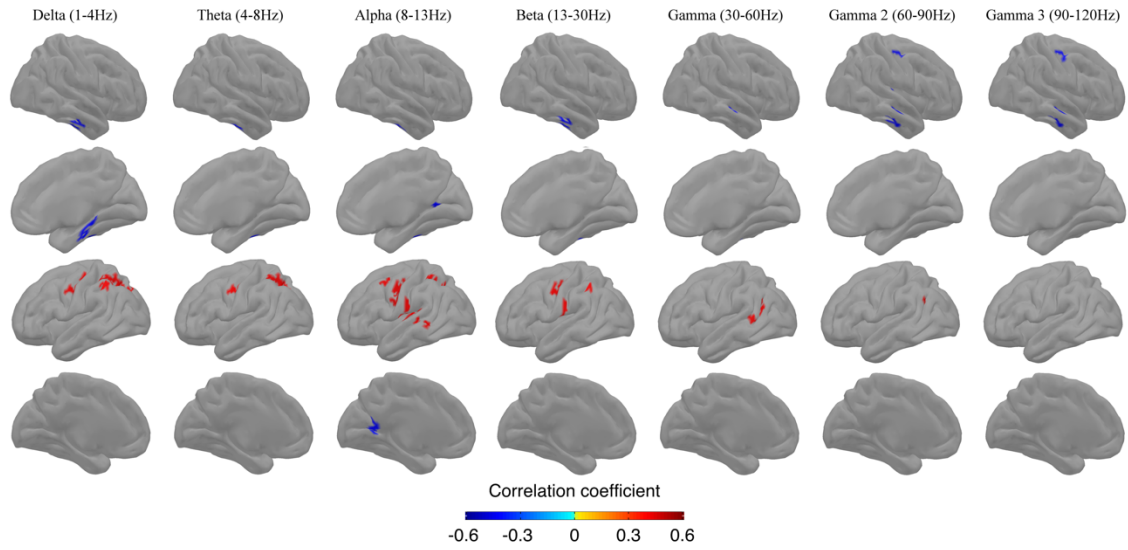 Delta (1-4Hz) Theta (4-8Hz) Alpha (8-13Hz) Beta (13-30Hz) Gamma (30-60Hz) Gamma 2 (60-90Hz) Gamma 3 (90-120Hz)
Correlation coefficient
-0.6 -0.3 0 0.3 0.6